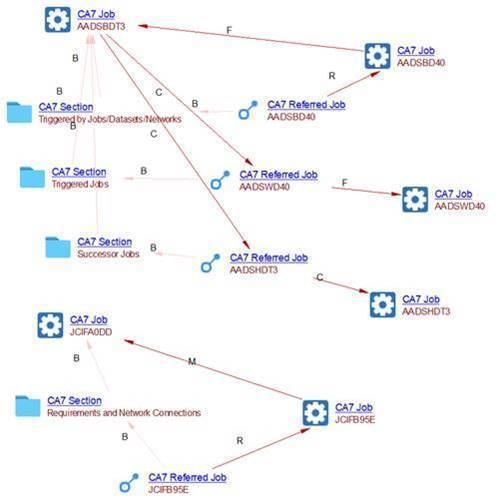 CA7 Job
AADSBDT3
F
CA7 Job
AADSBD40
B
R
B
C
CA7 Section
Triggered by Jobs/Datasets/Networks
B
CA7 Referred Job
AADSBD40
B
C
CA7 Section
Triggered Jobs
B
CA7 Referred Job
AADSWD40
F
CA7 Job
AADSWD40
CA7 Section
Successor Jobs
B
CA7 Referred Job
AADSHDT3
C
CA7 Job
AADSHDT3
CA7 Job
JCIFA0DD
B
M
CA7 Section
Requirements and Network Connections
CA7 Job
JCIFB95E
B
R
CA7 Referred Job
JCIFB95E